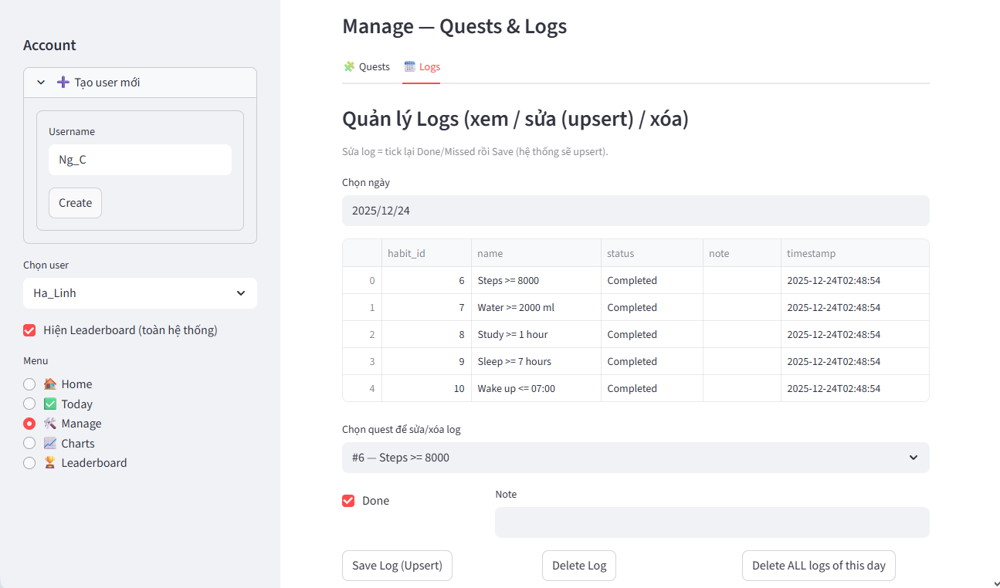 Account
➕ Tạo user mới
Username
Ng_C
Create
Chọn user
Ha_Linh
Hiện Leaderboard (toàn hệ thống)
Menu
🏠 Home
✅ Today
🛠️ Manage
📈 Charts
🏆 Leaderboard
Manage — Quests & Logs
🧩 Quests 🗓️ Logs
Quản lý Logs (xem / sửa (upsert) / xóa)
Sửa log = tick lại Done/Missed rồi Save (hệ thống sẽ upsert).
Chọn ngày
2025/12/24
habit_id name status note timestamp
0 6 Steps >= 8000 Completed 2025-12-24T02:48:54
1 7 Water >= 2000 ml Completed 2025-12-24T02:48:54
2 8 Study >= 1 hour Completed 2025-12-24T02:48:54
3 9 Sleep >= 7 hours Completed 2025-12-24T02:48:54
4 10 Wake up <= 07:00 Completed 2025-12-24T02:48:54
Chọn quest để sửa/xóa log
#6 — Steps >= 8000
Done
Note
Save Log (Upsert) Delete Log Delete ALL logs of this day